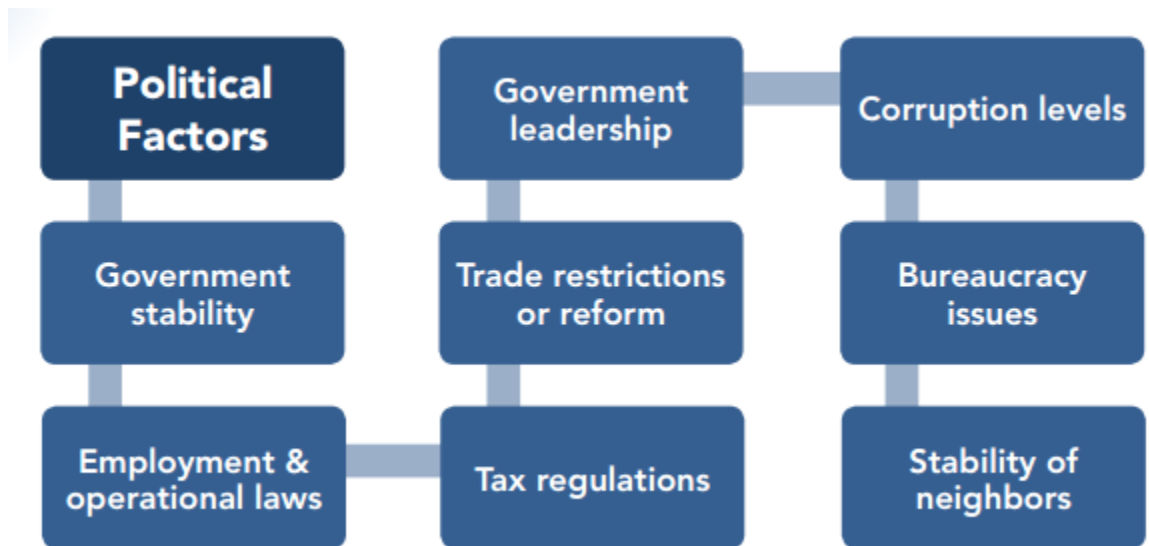 Political
Factors
Government
stability
Employment &
operational laws
Tax regulations
Trade restrictions
or reform
Government
leadership
Corruption levels
Bureaucracy
issues
Stability of
neighbors